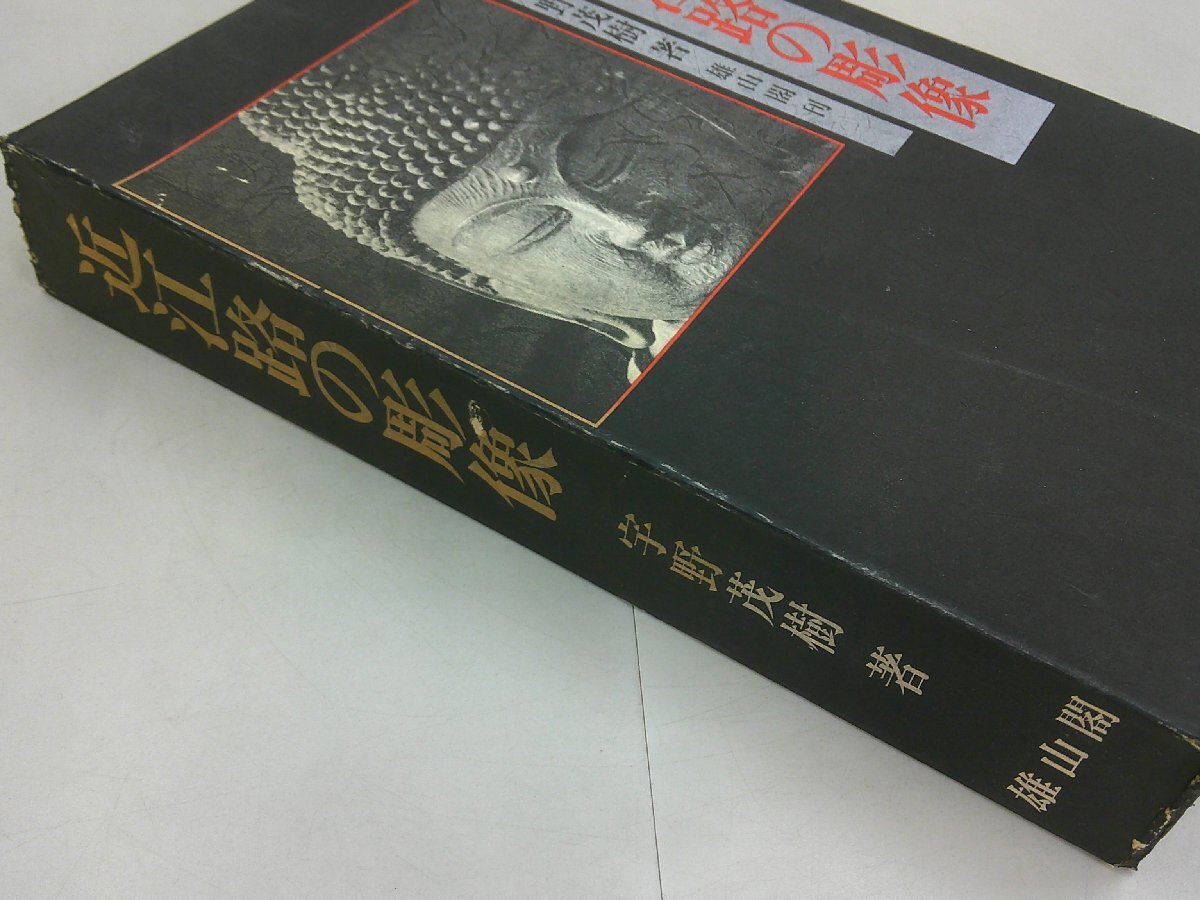 路の彫像
野茂樹著 雄山閣刊
近江路の彫像
宇野茂樹 著
雄山閣